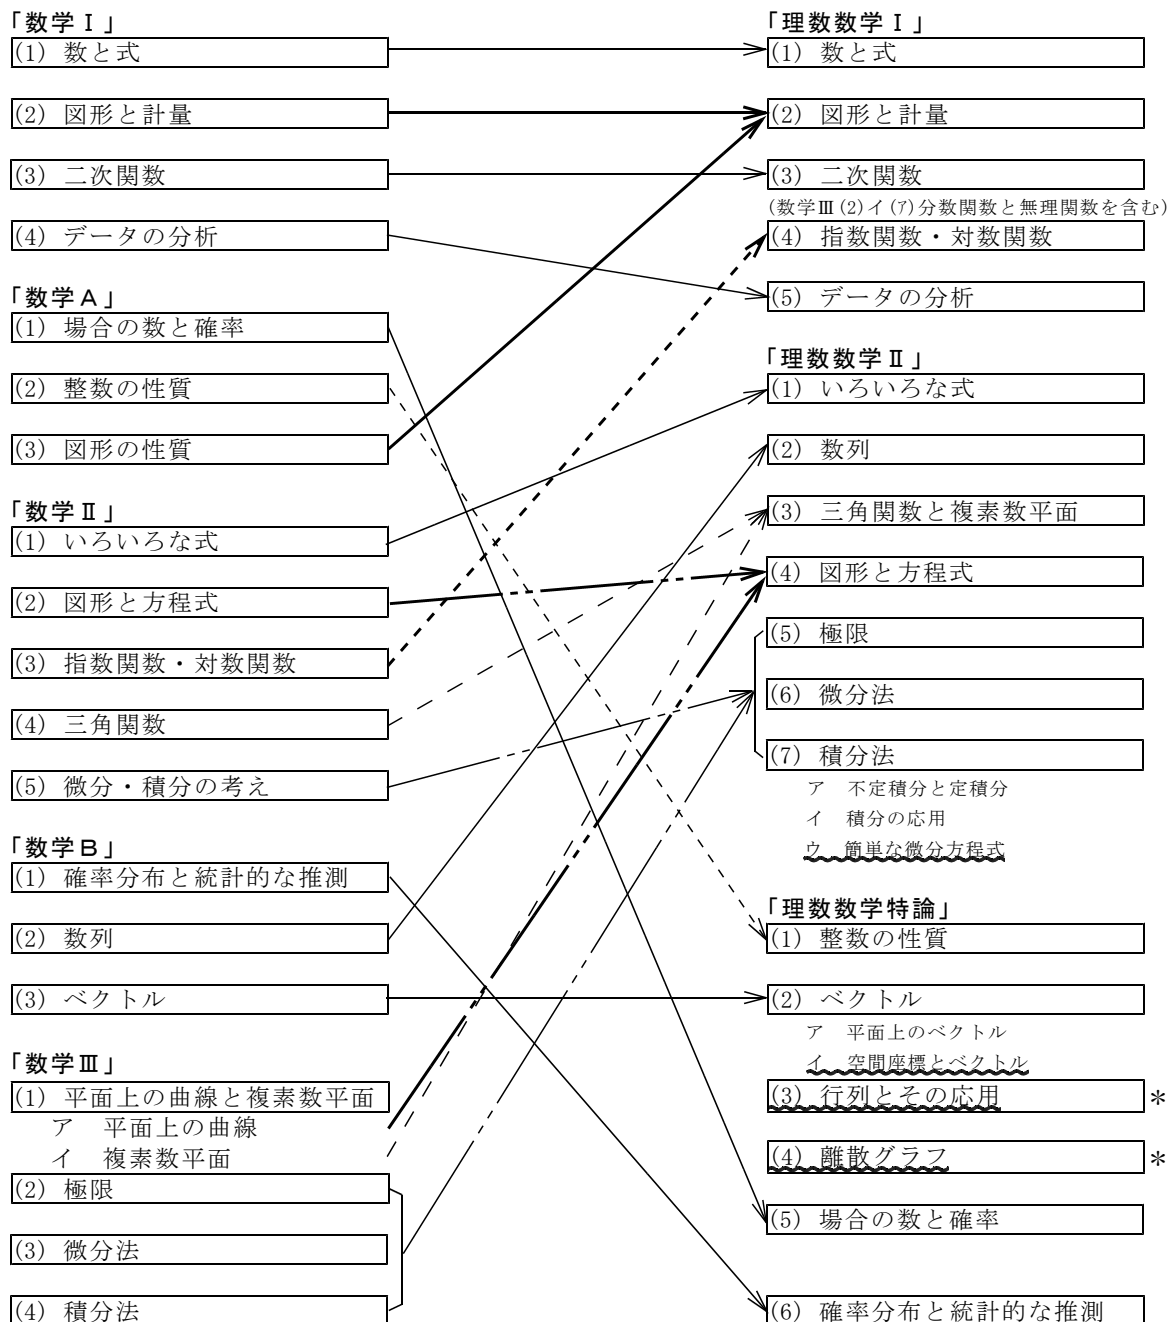 「数学Ⅰ」
(1) 数と式
(2) 図形と計量
(3) 二次関数
(4) データの分析
「数学A」
(1) 場合の数と確率
(2) 整数の性質
(3) 図形の性質
「数学Ⅱ」
(1) いろいろな式
(2) 図形と方程式
(3) 指数関数・対数関数
(4) 三角関数
(5) 微分・積分の考え
「数学B」
(1) 確率分布と統計的な推測
(2) 数列
(3) ベクトル
「数学Ⅲ」
(1) 平面上の曲線と複素数平面
ア 平面上の曲線
イ 複素数平面
(2) 極限
(3) 微分法
(4) 積分法
「理数数学Ⅰ」
(1) 数と式
(2) 図形と計量
(3) 二次関数
(数学Ⅲ(2)イ(ｱ)分数関数と無理関数を含む)
(4) 指数関数・対数関数
(5) データの分析
「理数数学Ⅱ」
(1) いろいろな式
(2) 数列
(3) 三角関数と複素数平面
(4) 図形と方程式
(5) 極限
(6) 微分法
(7) 積分法
ア 不定積分と定積分
イ 積分の応用
ウ 簡単な微分方程式
「理数数学特論」
(1) 整数の性質
(2) ベクトル
ア 平面上のベクトル
イ 空間座標とベクトル
(3) 行列とその応用 ＊
(4) 離散グラフ ＊
(5) 場合の数と確率
(6) 確率分布と統計的な推測